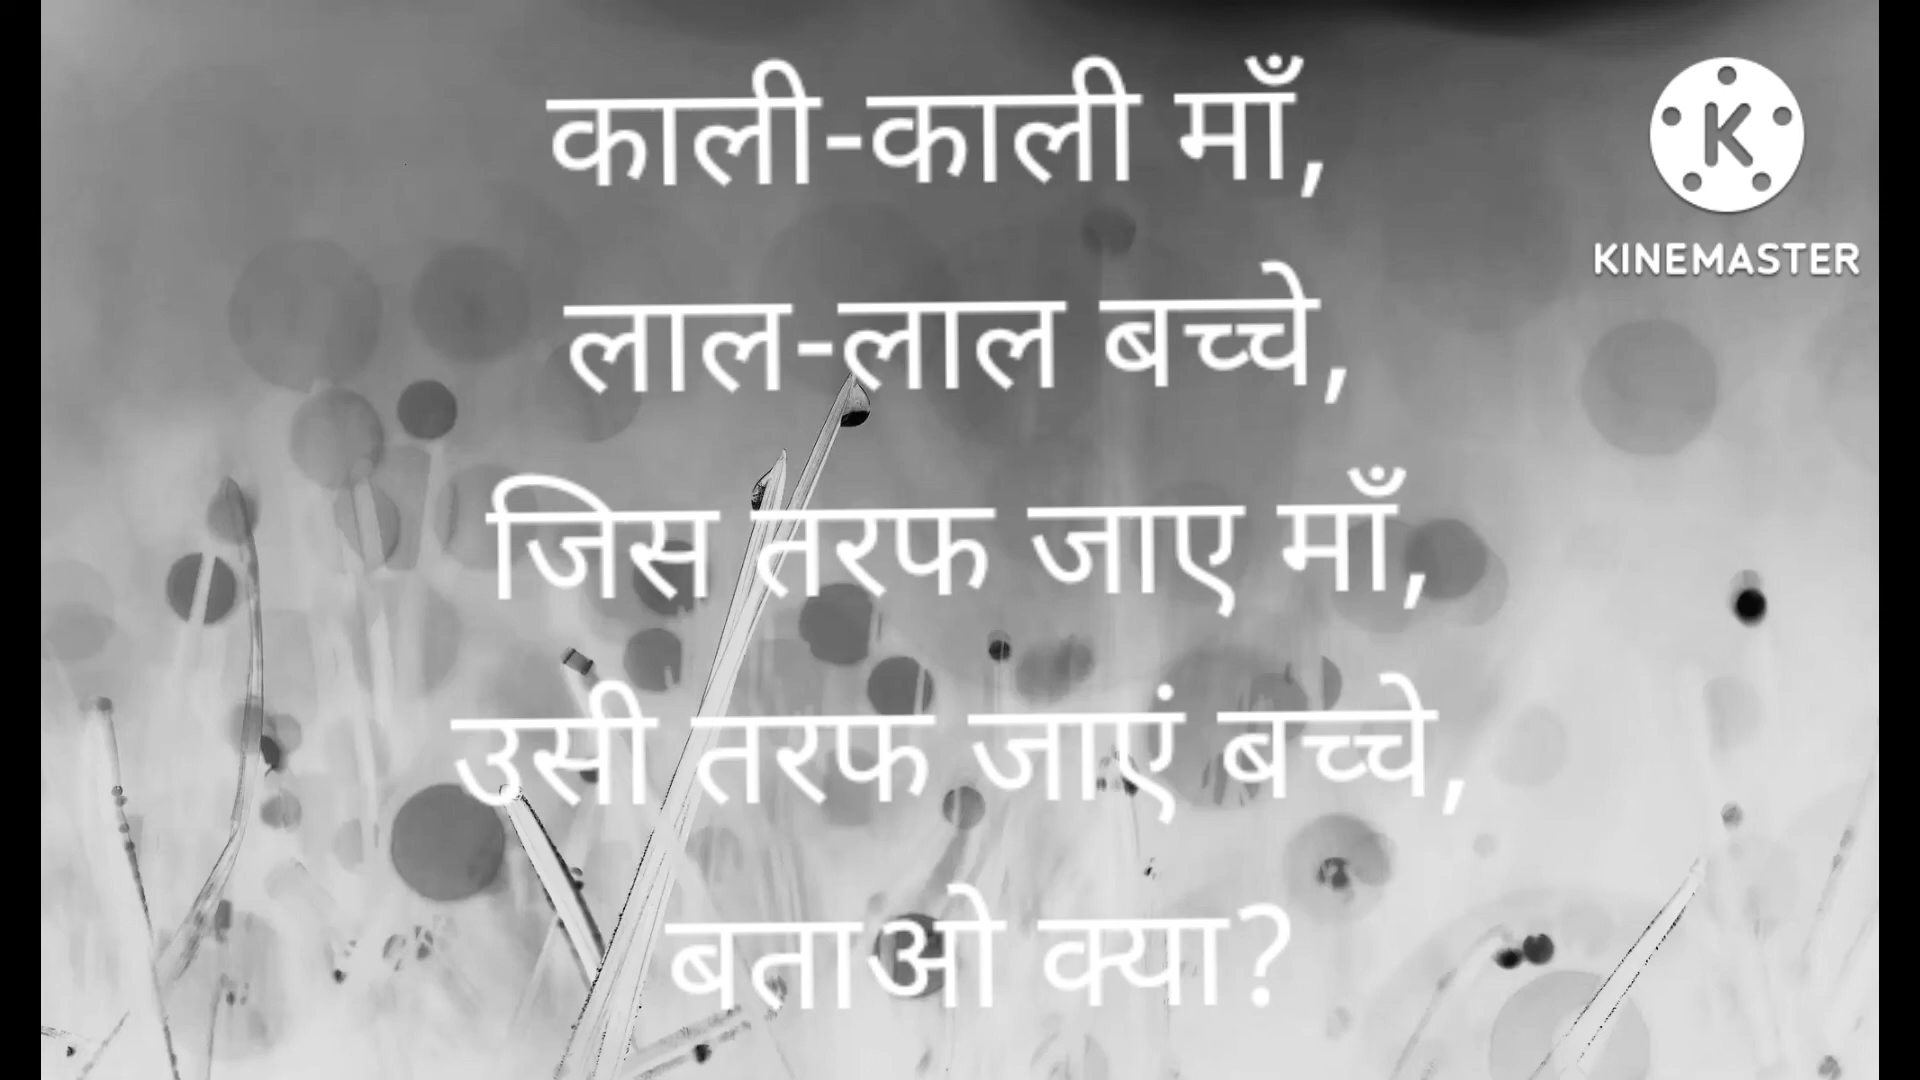 काली-काली माँ,
लाल-लाल बच्चे,
जिस तरफ जाए माँ,
उसी तरफ जाएं बच्चे,
बताओ क्या?
K
KINEMASTER